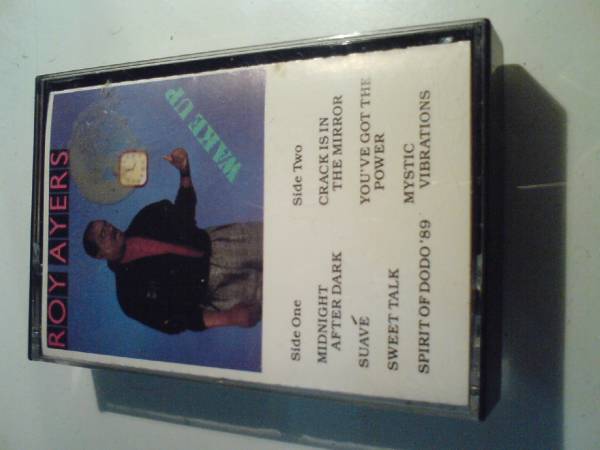 ROY AYERS
WAKE UP
Side One
MIDNIGHT
AFTER DARK
SUAVÉ
SWEET TALK
SPIRIT OF DODO '89
Side Two
CRACK IS IN
THE MIRROR
YOU'VE GOT THE
POWER
MYSTIC
VIBRATIONS